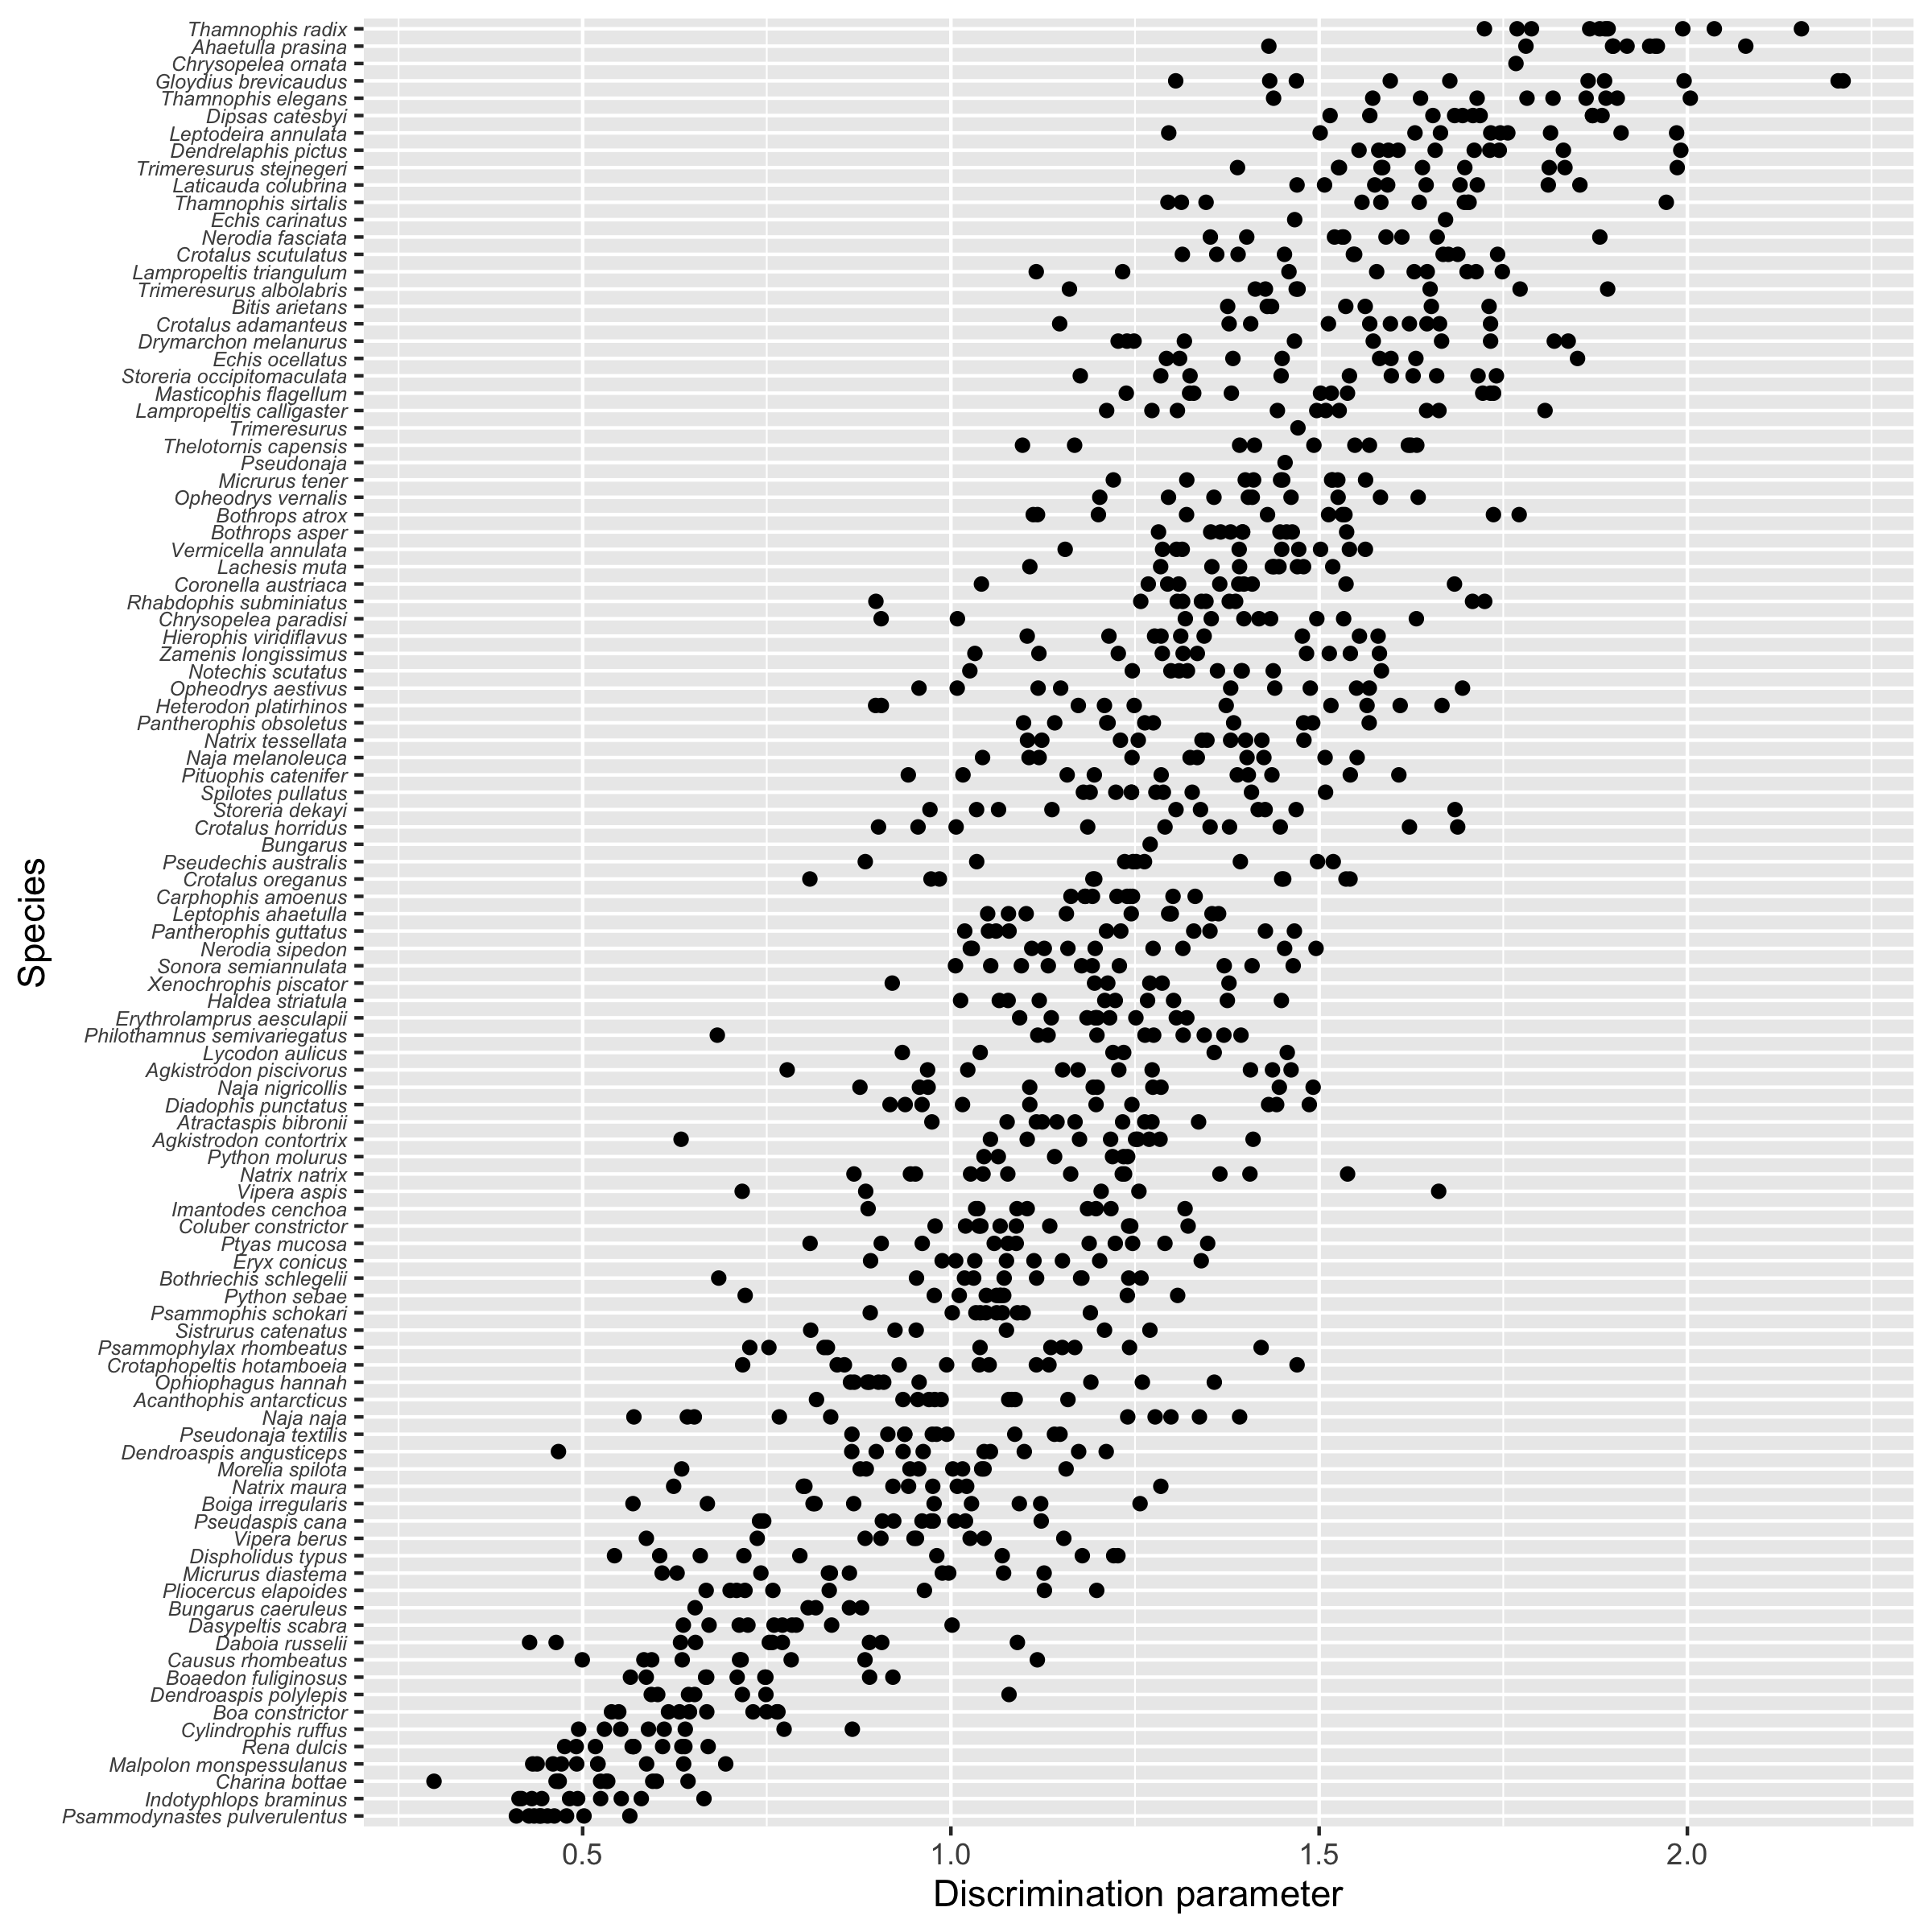 Thamnophis radix
Ahaetulla prasina
Chrysopelea ornata
Gloydius brevicaudus
Thamnophis elegans
Dipsas catesbyi
Leptodeira annulata
Dendrelaphis pictus
Trimeresurus stejnegeri
Laticauda colubrina
Thamnophis sirtalis
Echis carinatus
Nerodia fasciata
Crotalus scutulatus
Lampropeltis triangulum
Trimeresurus albolabris
Bitis arietans
Crotalus adamanteus
Drymarchon melanurus
Echis ocellatus
Storeria occipitomaculata
Masticophis flagellum
Lampropeltis calligaster
Trimeresurus
Thelotornis capensis
Pseudonaja
Micrurus tener
Opheodrys vernalis
Bothrops atrox
Bothrops asper
Vermicella annulata
Lachesis muta
Coronella austriaca
Rhabdophis subminiatus
Chrysopelea paradisi
Hierophis viridiflavus
Zamenis longissimus
Notechis scutatus
Opheodrys aestivus
Heterodon platirhinos
Pantherophis obsoletus
Natrix tessellata
Naja melanoleuca
Pituophis catenifer
Spilotes pullatus
Storeria dekayi
Crotalus horridus
Bungarus
Pseudechis australis
Crotalus oreganus
Carphophis amoenus
Leptophis ahaetulla
Pantherophis guttatus
Nerodia sipedon
Sonora semiannulata
Xenochrophis piscator
Haldea striatula
Erythrolamprus aesculapii
Philothamnus semivariegatus
Lycodon aulicus
Agkistrodon piscivorus
Naja nigricollis
Diadophis punctatus
Atractaspis bibronii
Agkistrodon contortrix
Python molurus
Natrix natrix
Vipera aspis
Imantodes cenchoa
Coluber constrictor
Ptyas mucosa
Eryx conicus
Bothriechis schlegelii
Python sebae
Psammophis schokari
Sistrurus catenatus
Psammophylax rhombeatus
Crotaphopeltis hotamboeia
Ophiophagus hannah
Acanthophis antarcticus
Naja naja
Pseudonaja textilis
Dendroaspis angusticeps
Morelia spilota
Natrix maura
Boiga irregularis
Pseudaspis cana
Vipera berus
Dispholidus typus
Micrurus diastema
Pliocercus elapoides
Bungarus caeruleus
Dasypeltis scabra
Daboia russelii
Causus rhombeatus
Boaedon fuliginosus
Dendroaspis polylepis
Boa constrictor
Cylindrophis ruffus
Rena dulcis
Malpolon monspessulanus
Charina bottae
Indotyphlops braminus
Psammodynastes pulverulentus
Species
0.5 1.0 1.5 2.0
Discrimination parameter